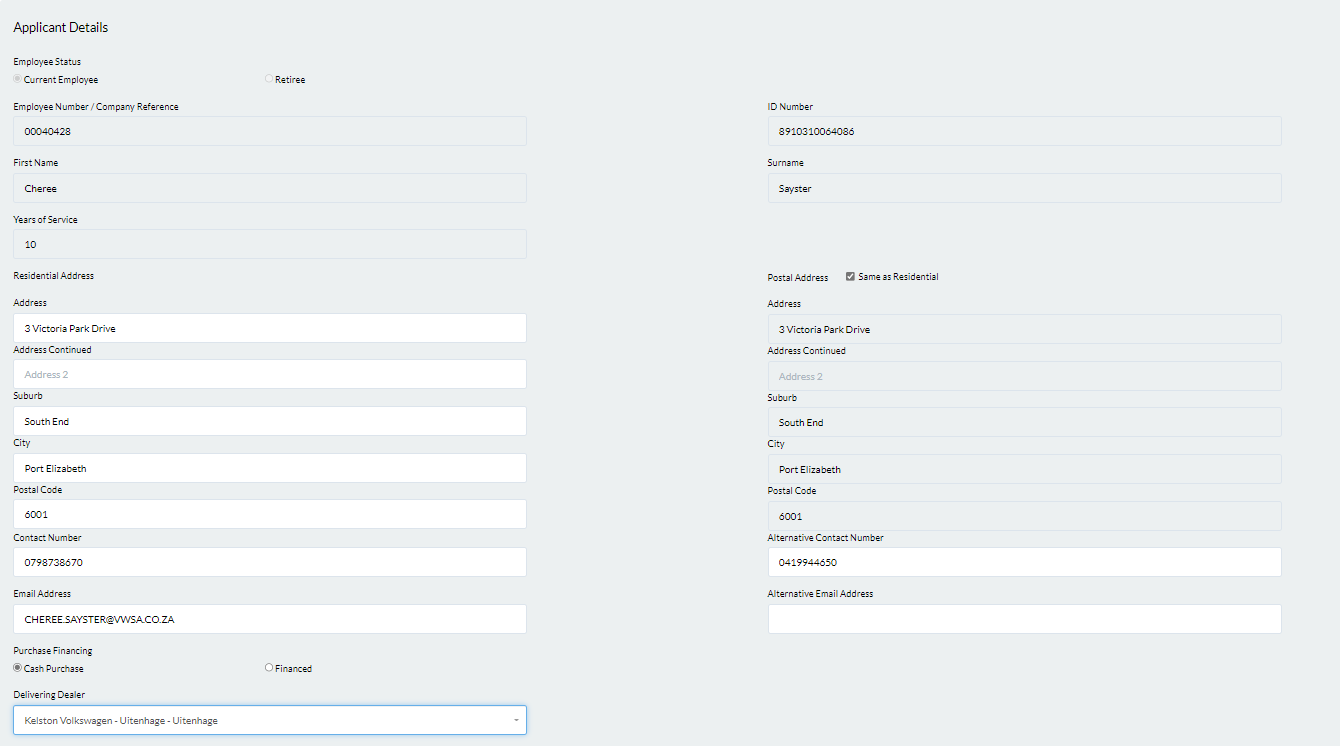 Applicant Details
Employee Status
Current Employee Retiree
Employee Number / Company Reference ID Number
00040428 8910310064086
First Name Surname
Cheree Sayster
Years of Service
10
Residential Address Postal Address Same as Residential
Address Address
3 Victoria Park Drive 3 Victoria Park Drive
Address Continued Address Continued
Address 2 Address 2
Suburb Suburb
South End South End
City City
Port Elizabeth Port Elizabeth
Postal Code Postal Code
6001 6001
Contact Number Alternative Contact Number
0798738670 0419944650
Email Address Alternative Email Address
CHEREE.SAYSTER@VWSA.CO.ZA
Purchase Financing
Cash Purchase Financed
Delivering Dealer
Kelston Volkswagen - Uitenhage - Uitenhage